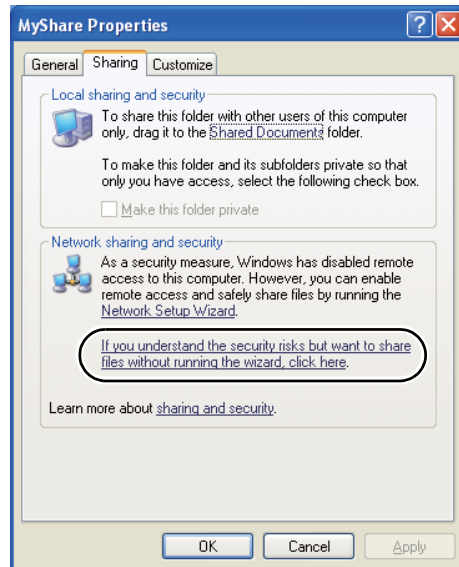 MyShare Properties
General Sharing Customize
Local sharing and security
To share this folder with other users of this computer
only, drag it to the Shared Documents folder.
To make this folder and its subfolders private so that
only you have access, select the following check box.
Make this folder private
Network sharing and security
As a security measure, Windows has disabled remote
access to this computer. However, you can enable
remote access and safely share files by running the
Network Setup Wizard.
If you understand the security risks but want to share
files without running the wizard, click here.
Learn more about sharing and security.
OK Cancel Apply